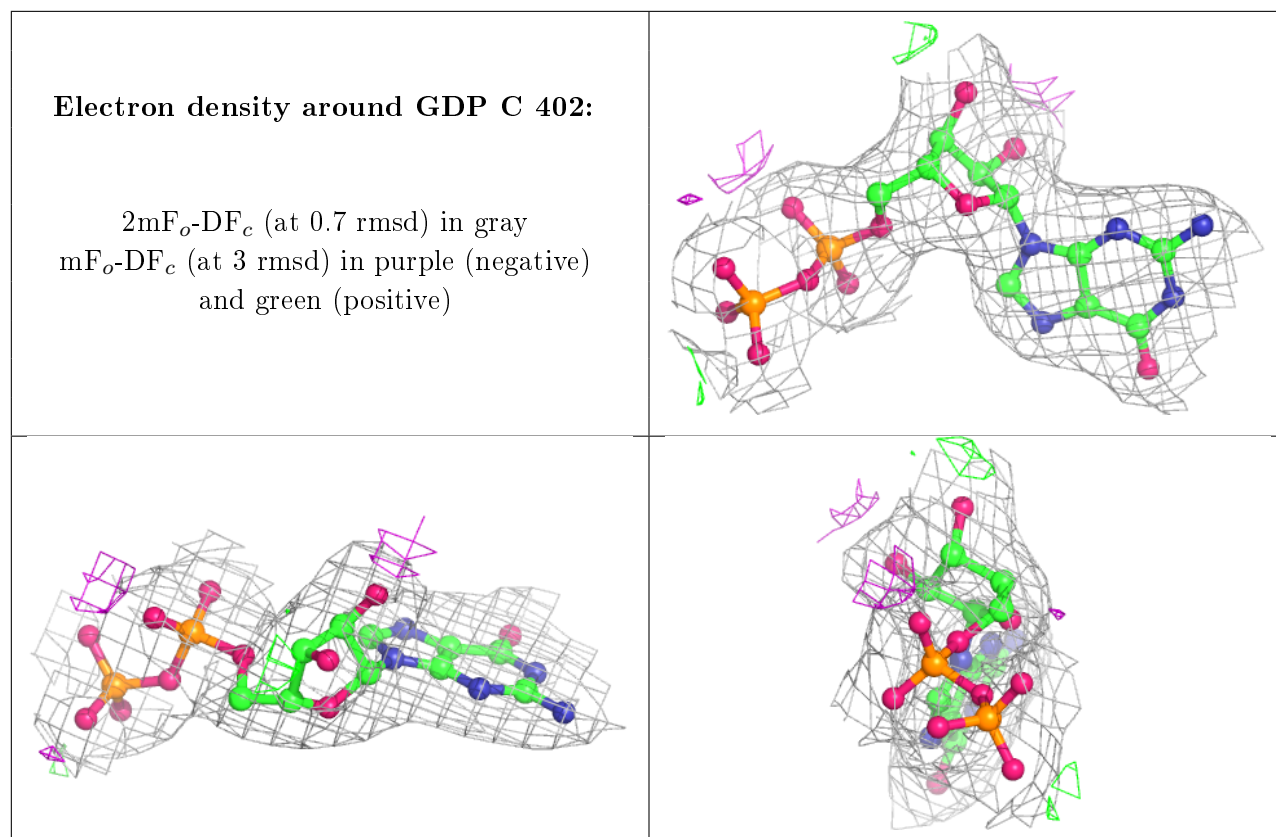 Electron density around GDP C 402:
2mFo-DFc (at 0.7 rmsd) in gray
mFo-DFc (at 3 rmsd) in purple (negative)
and green (positive)